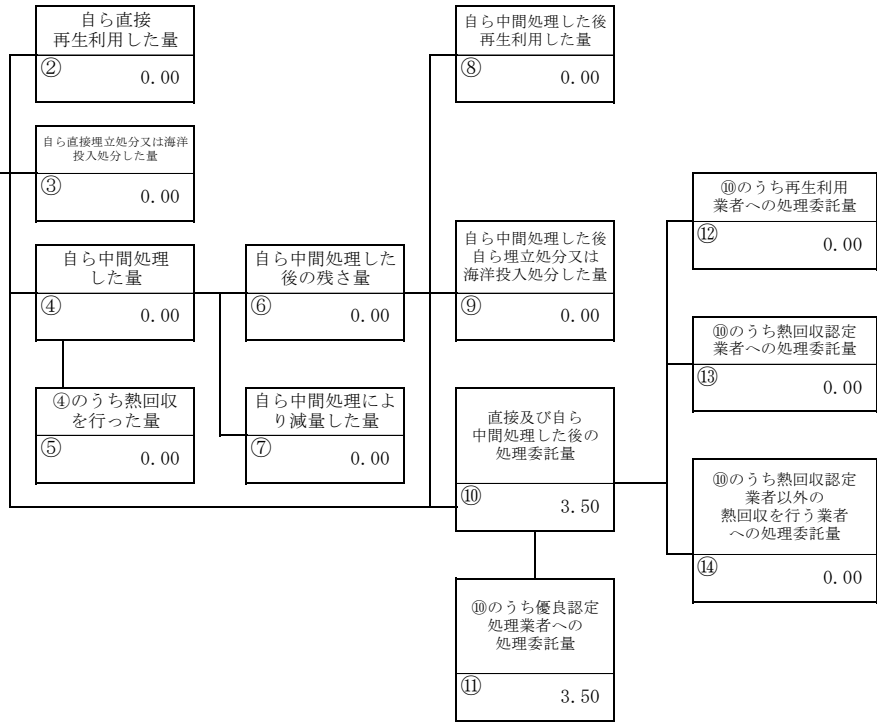 自ら直接
再生利用した量
② 0.00
自ら直接埋立処分又は海洋
投入処分した量
③ 0.00
自ら中間処理
した量
④ 0.00
④のうち熱回収
を行った量
⑤ 0.00
自ら中間処理した
後の残さ量
⑥ 0.00
自ら中間処理によ
り減量した量
⑦ 0.00
自ら中間処理した後
再生利用した量
⑧ 0.00
自ら中間処理した後
自ら埋立処分又は
海洋投入処分した量
⑨ 0.00
直接及び自ら
中間処理した後の
処理委託量
⑩ 3.50
⑩のうち優良認定
処理業者への
処理委託量
⑪ 3.50
⑩のうち再生利用
業者への処理委託量
⑫ 0.00
⑩のうち熱回収認定
業者への処理委託量
⑬ 0.00
⑩のうち熱回収認定
業者以外の
熱回収を行う業者
への処理委託量
⑭ 0.00